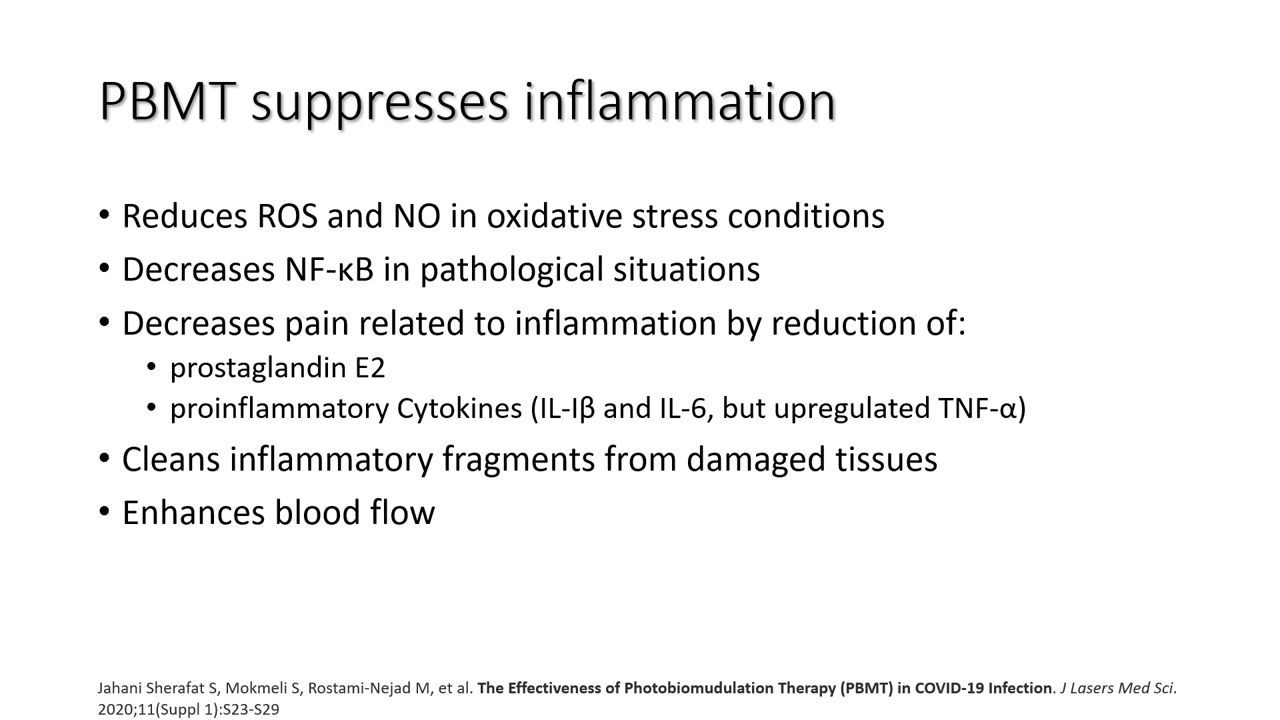 PBMT suppresses inflammation
• Reduces ROS and NO in oxidative stress conditions
• Decreases NF-κB in pathological situations
• Decreases pain related to inflammation by reduction of:
• prostaglandin E2
• proinflammatory Cytokines (IL-Iβ and IL-6, but upregulated TNF-α)
• Cleans inflammatory fragments from damaged tissues
• Enhances blood flow
Jahani Sherafat S, Mokmeli S, Rostami-Nejad M, et al. The Effectiveness of Photobiomudulation Therapy (PBMT) in COVID-19 Infection. J Lasers Med Sci.
2020;11(Suppl 1):S23-S29